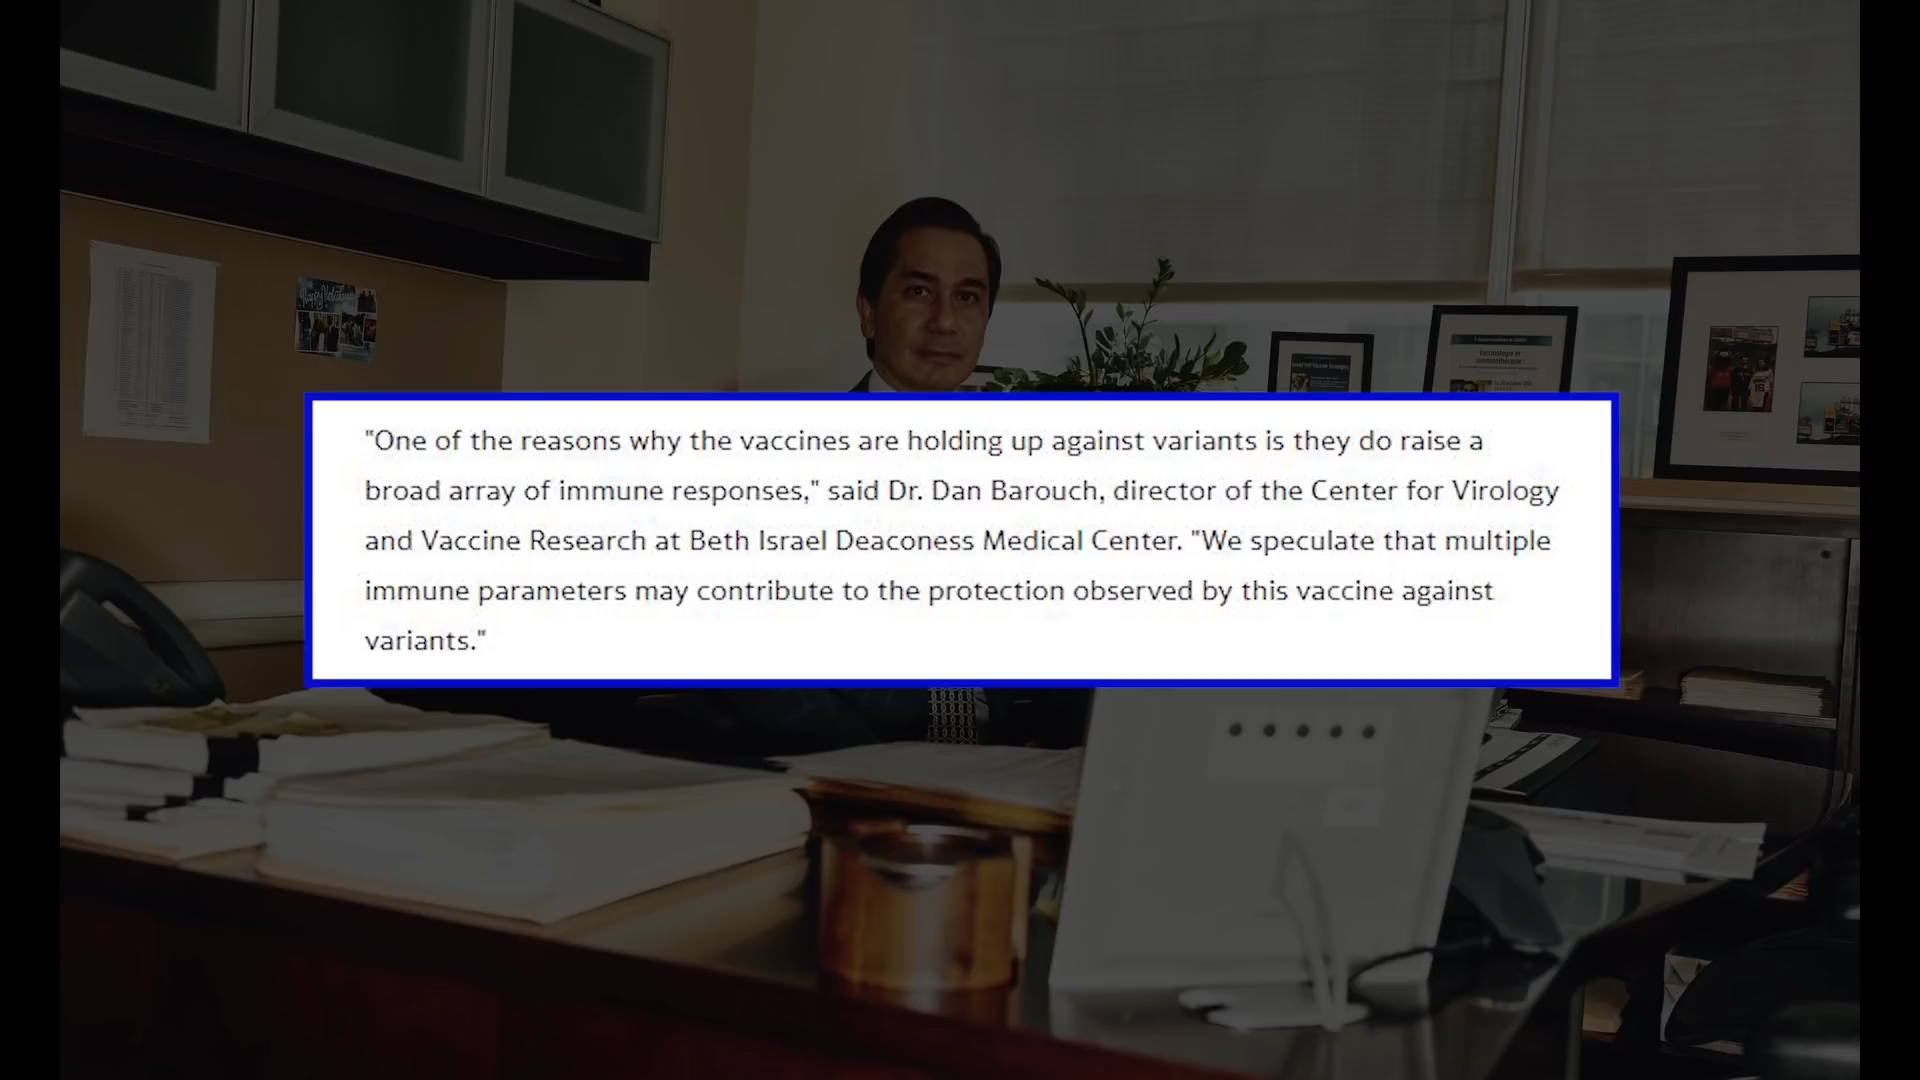 Happy Holidays
"One of the reasons why the vaccines are holding up against variants is they do raise a
broad array of immune responses," said Dr. Dan Barouch, director of the Center for Virology
and Vaccine Research at Beth Israel Deaconess Medical Center. "We speculate that multiple
immune parameters may contribute to the protection observed by this vaccine against
variants."